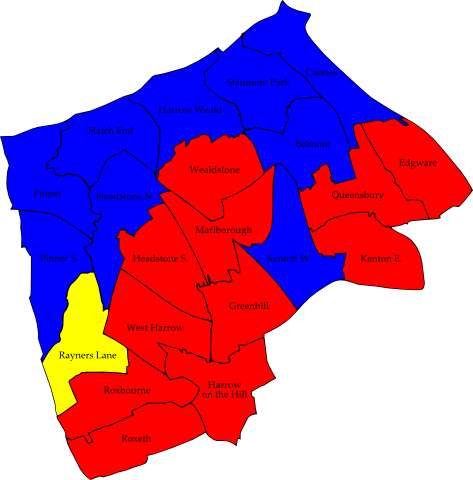 Canons
Stanmore Park
Harrow Weald
Hatch End
Belmont
Edgware
Wealdstone
Pinner
Headstone N.
Queensbury
Marlborough
Pinner S.
Headstone S.
Kenton W.
Kenton E.
Greenhill
West Harrow
Rayners Lane
Roxbourne
Harrow
on the Hill
Roxeth